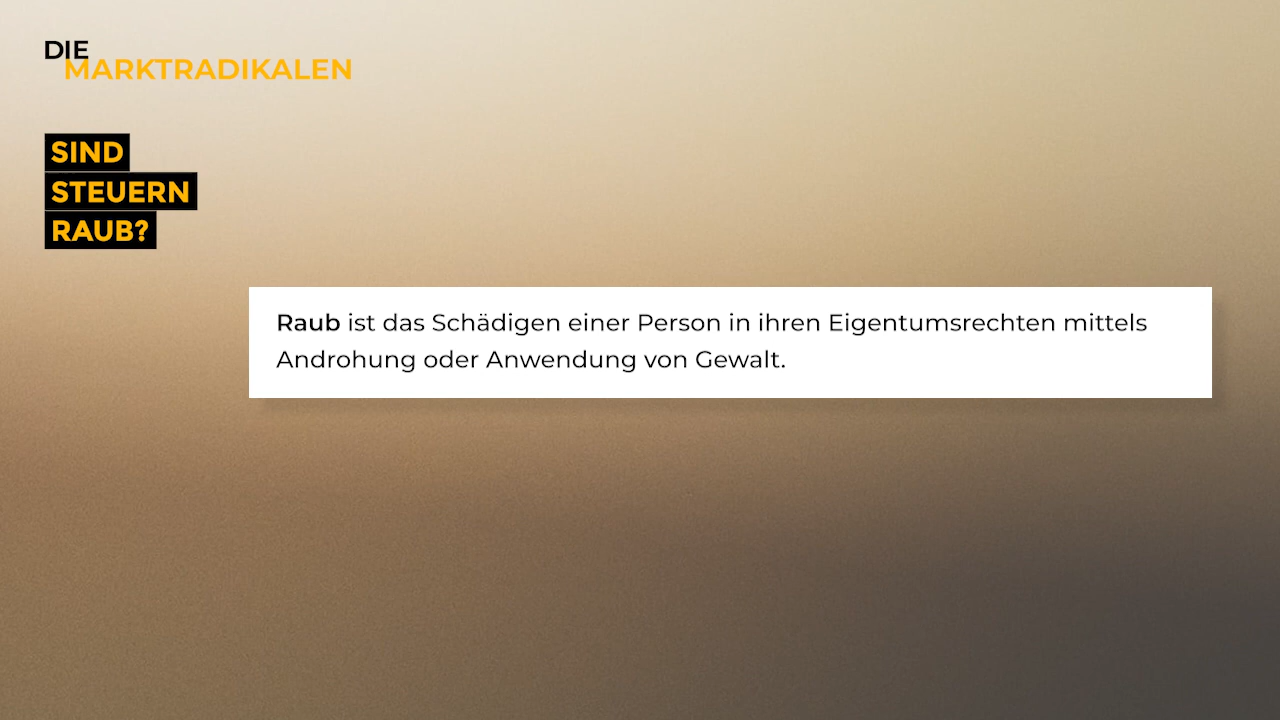 DIE
MARKTRADIKALEN
SIND
STEUERN
RAUB?
Raub ist das Schädigen einer Person in ihren Eigentumsrechten mittels
Androhung oder Anwendung von Gewalt.